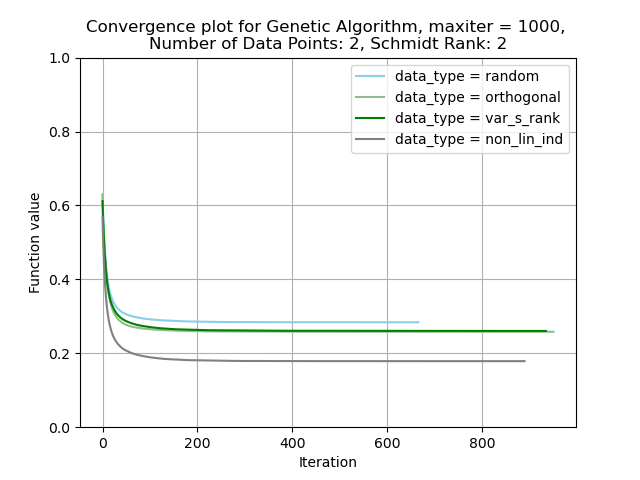 Convergence plot for Genetic Algorithm, maxiter = 1000,
Number of Data Points: 2, Schmidt Rank: 2
1.0
0.8
0.6
0.4
0.2
0.0
Function value
data_type = random
data_type = orthogonal
data_type = var_s_rank
data_type = non_lin_ind
0 200 400 600 800
Iteration